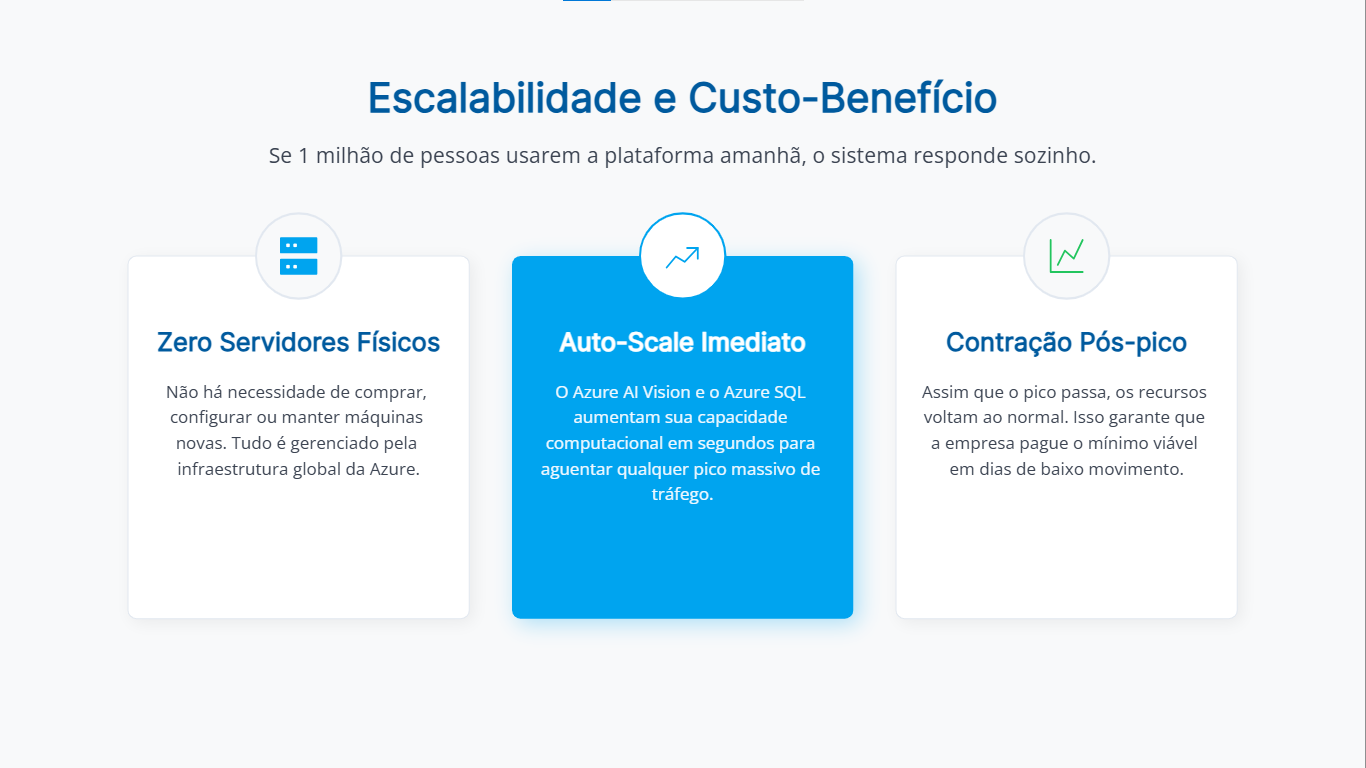 Escalabilidade e Custo-Benefício
Se 1 milhão de pessoas usarem a plataforma amanhã, o sistema responde sozinho.
Zero Servidores Físicos
Não há necessidade de comprar,
configurar ou manter máquinas
novas. Tudo é gerenciado pela
infraestrutura global da Azure.
Auto-Scale Imediato
O Azure AI Vision e o Azure SQL
aumentam sua capacidade
computacional em segundos para
aguentar qualquer pico massivo de
tráfego.
Contração Pós-pico
Assim que o pico passa, os recursos
voltam ao normal. Isso garante que
a empresa pague o mínimo viável
em dias de baixo movimento.